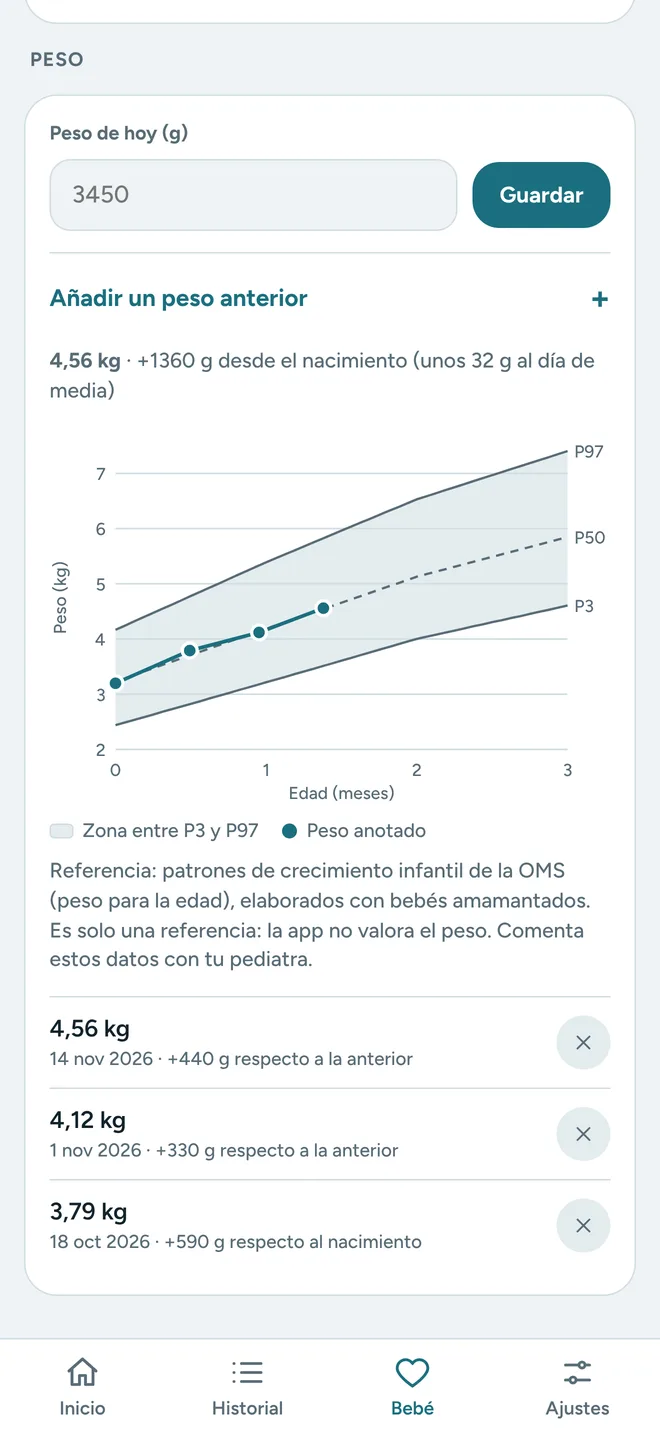 PESO
Peso de hoy (g)
3450
Guardar
Añadir un peso anterior
+
4,56 kg · +1360 g desde el nacimiento (unos 32 g al día de
media)
P97
7
6
P50
5
Peso (kg)
P3
4
3
2
0 1 2 3
Edad (meses)
Zona entre P3 y P97 Peso anotado
Referencia: patrones de crecimiento infantil de la OMS
(peso para la edad), elaborados con bebés amamantados.
Es solo una referencia: la app no valora el peso. Comenta
estos datos con tu pediatra.
4,56 kg
14 nov 2026 · +440 g respecto a la anterior
4,12 kg
1 nov 2026 · +330 g respecto a la anterior
3,79 kg
18 oct 2026 · +590 g respecto al nacimiento
Inicio Historial Bebé Ajustes